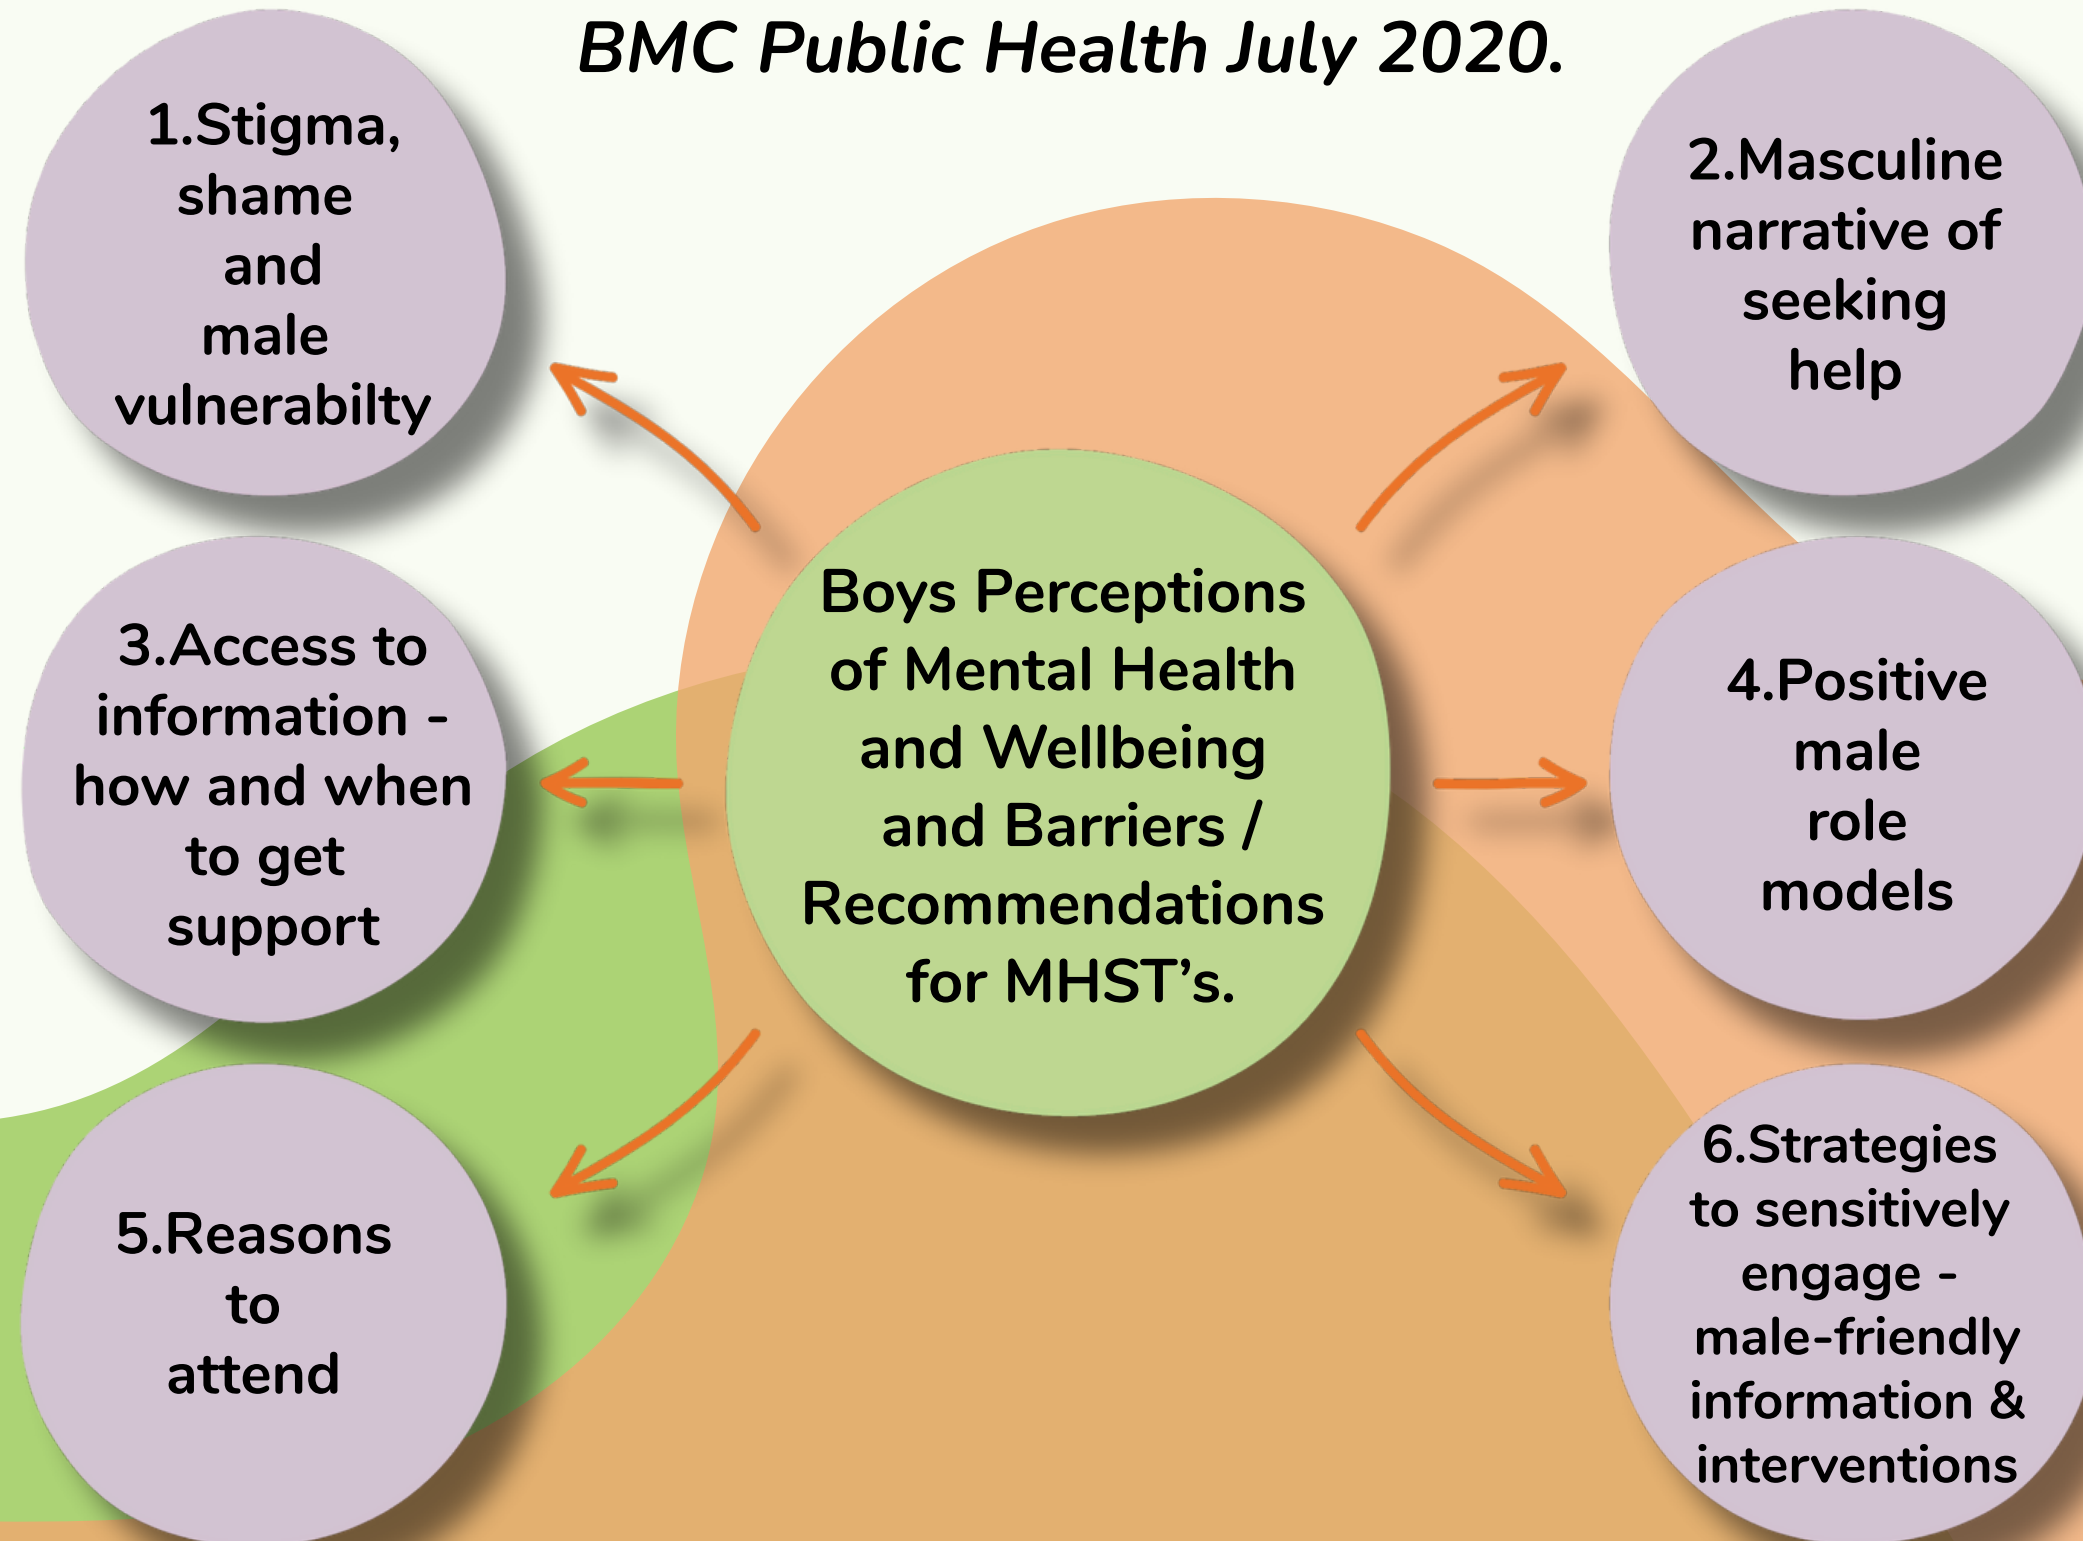 BMC Public Health July 2020.
1.Stigma,
shame
and
male
vulnerabilty
2.Masculine
narrative of
seeking
help
Boys Perceptions
of Mental Health
and Wellbeing
and Barriers /
Recommendations
for MHST’s.
3.Access to
information -
how and when
to get
support
4.Positive
male
role
models
5.Reasons
to
attend
6.Strategies
to sensitively
engage -
male-friendly
information &
interventions